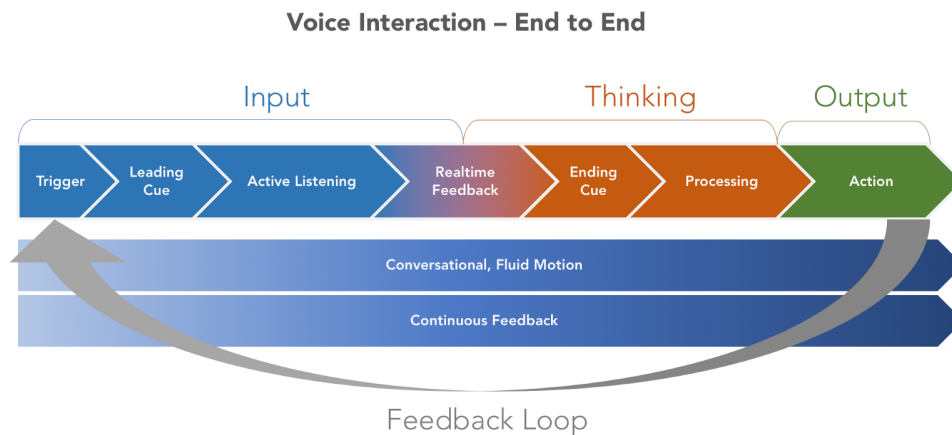 Voice Interaction – End to End
Input
Thinking
Output
Trigger
Leading
Cue
Active Listening
Realtime
Feedback
Ending
Cue
Processing
Action
Conversational, Fluid Motion
Continuous Feedback
Feedback Loop